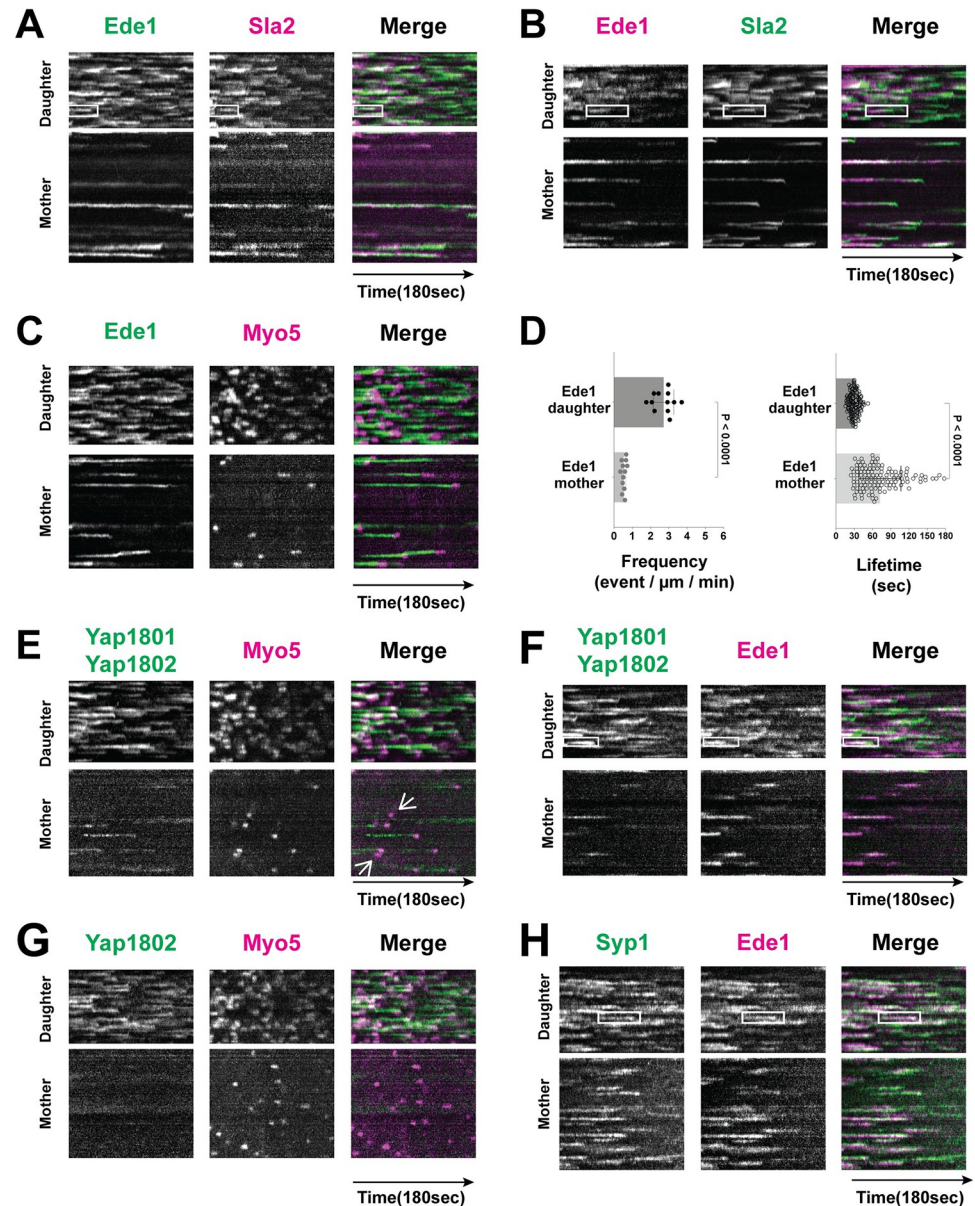 A
Ede1 Sla2 Merge
Daughter
Mother
Time(180sec)
B
Ede1 Sla2 Merge
Daughter
Mother
Time(180sec)
C
Ede1 Myo5 Merge
Daughter
Mother
Time(180sec)
D
Ede1
daughter
Ede1
mother
P < 0.0001
0 1 2 3 4 5 6
Frequency
(event / µm / min)
Ede1
daughter
Ede1
mother
P < 0.0001
0 30 60 90 120 150 180
Lifetime
(sec)
E
Yap1801
Yap1802
Myo5 Merge
Daughter
Mother
Time(180sec)
F
Yap1801
Yap1802
Ede1 Merge
Daughter
Mother
Time(180sec)
G
Yap1802 Myo5 Merge
Daughter
Mother
Time(180sec)
H
Syp1 Ede1 Merge
Daughter
Mother
Time(180sec)